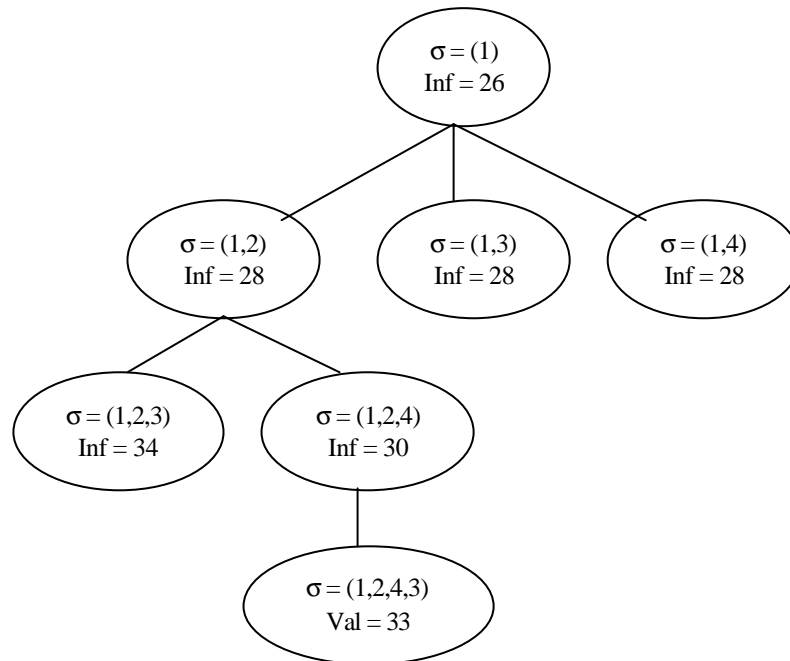 σ = (1)
Inf = 26
σ = (1,2)
Inf = 28
σ = (1,3)
Inf = 28
σ = (1,4)
Inf = 28
σ = (1,2,3)
Inf = 34
σ = (1,2,4)
Inf = 30
σ = (1,2,4,3)
Val = 33